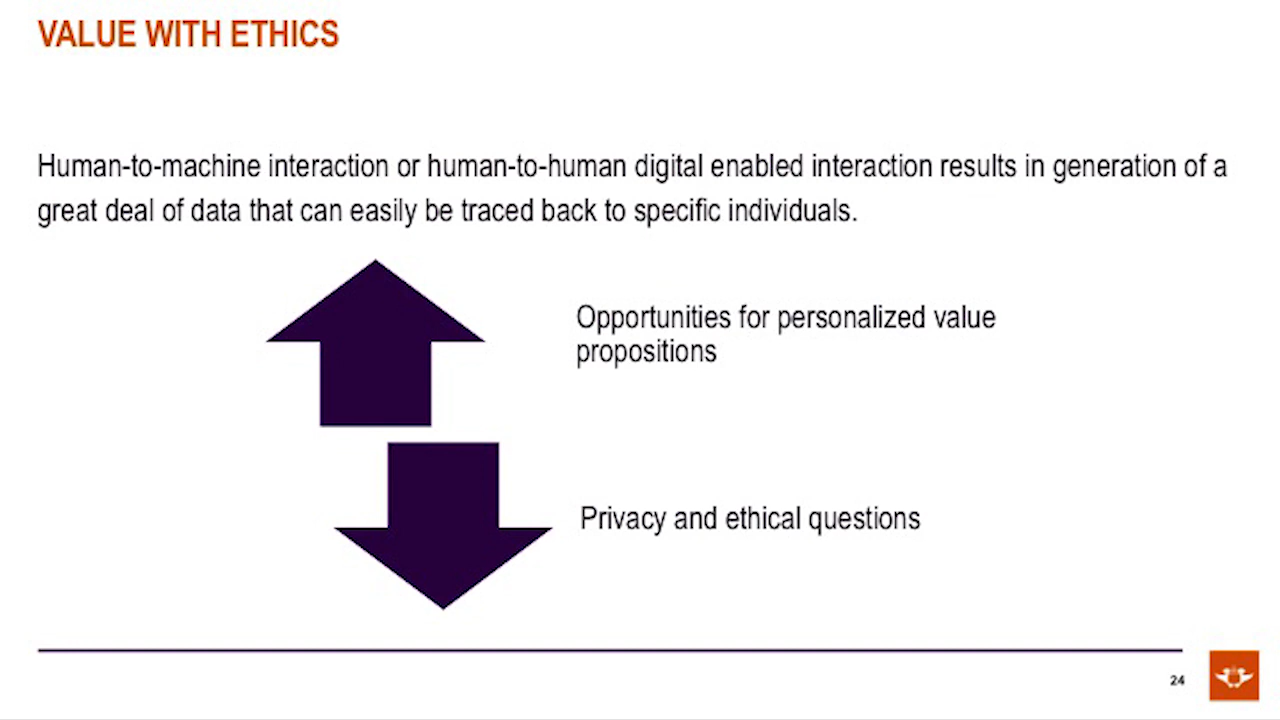 VALUE WITH ETHICS
Human-to-machine interaction or human-to-human digital enabled interaction results in generation of a
great deal of data that can easily be traced back to specific individuals.
Opportunities for personalized value
propositions
Privacy and ethical questions
24